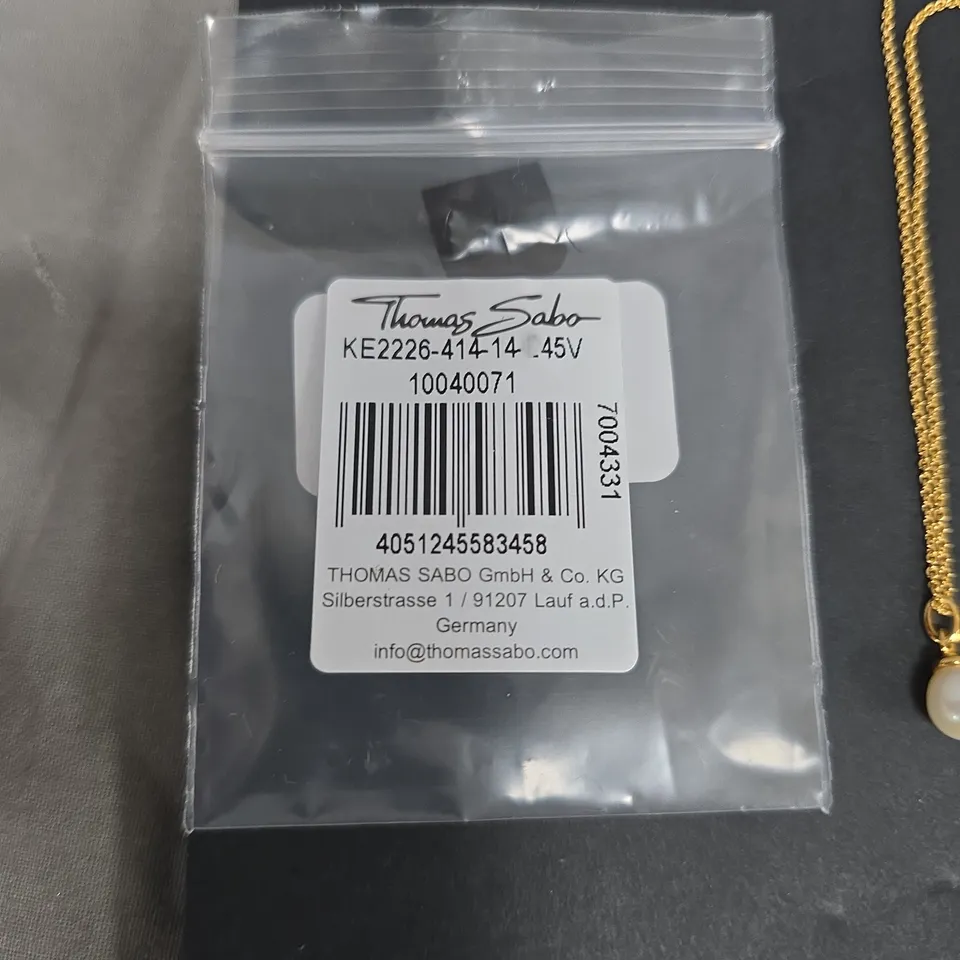 Thomas Sabo
KE2226-414-14- 45V
10040071
7004331
4051245583458
THOMAS SABO GmbH & Co. KG
Silberstrasse 1 / 91207 Lauf a.d.P.
Germany
info@thomassabo.com